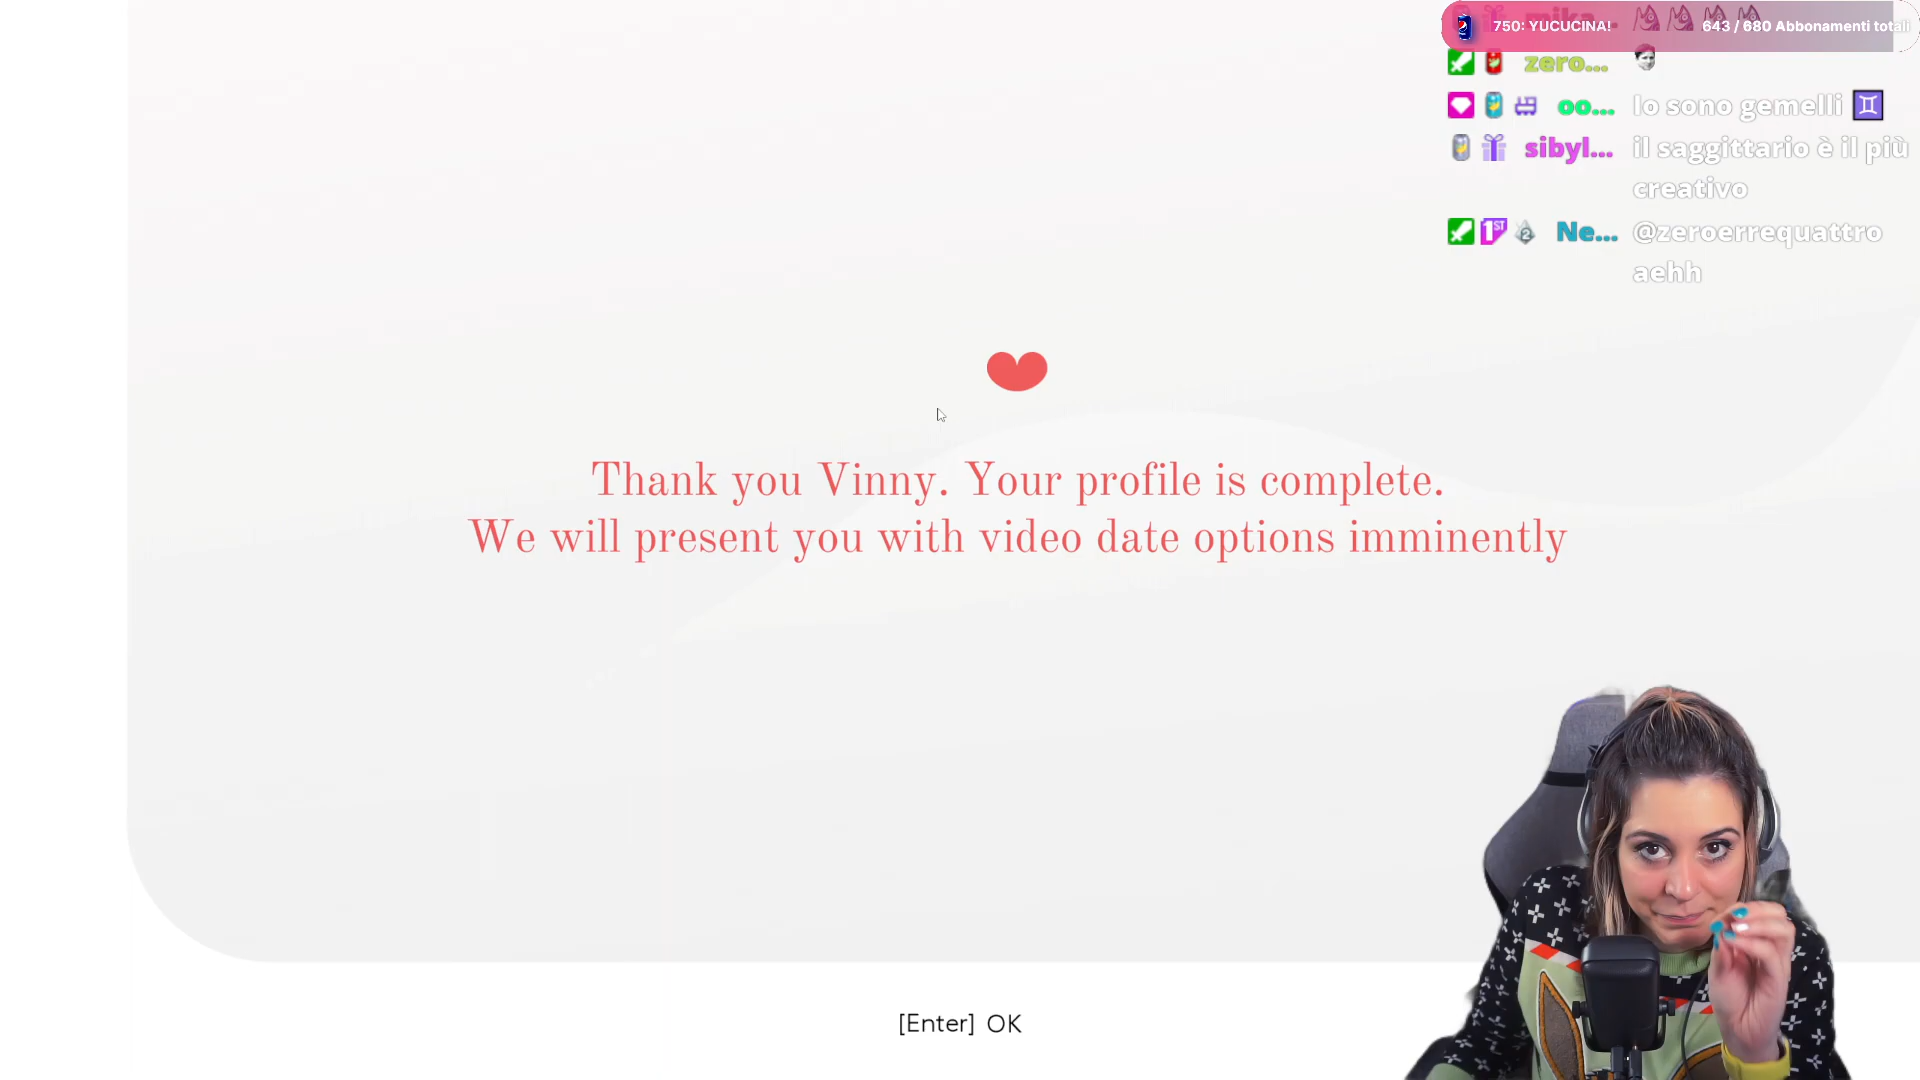 750: YUCUCINA!
643 / 680 Abbonamenti totali
zero...
oo... Io sono gemelli
sibyl... il saggittario è il più
creativo
Ne... @zeroerrequattro
aehh
Thank you Vinny. Your profile is complete.
We will present you with video date options imminently
[Enter] OK